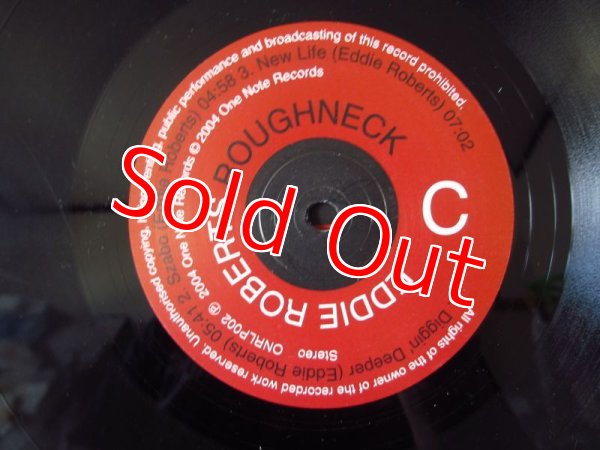 Sold Out
EDDIE ROBERTS ROUGHNECK
C
Diggin' Deeper (Eddie Roberts) 05:41 2. Szabo Roberts) 04:58 3. New Life (Eddie Roberts) 07:02
Stereo ONRLP002 ℗ 2004 One Note Records © 2004 One Note Records
All rights of the owner of the recorded work reserved. Unauthorised copying, public performance and broadcasting of this record prohibited.